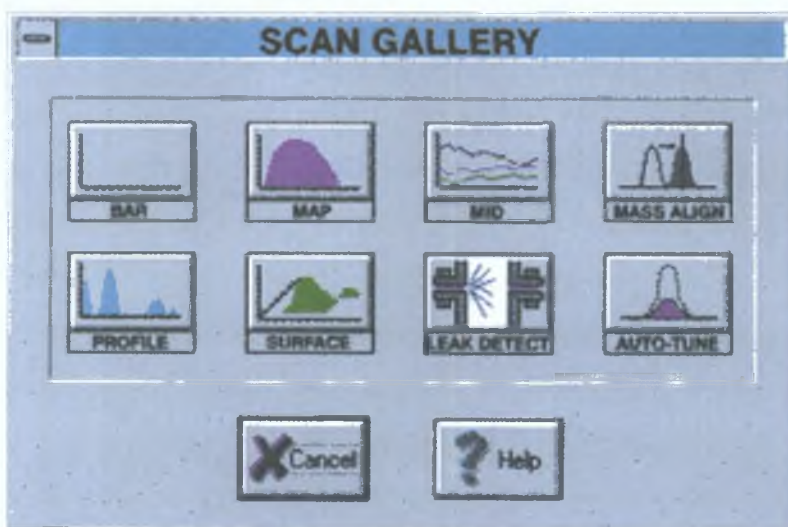 SCAN GALLERY
BAR MAP MID MASS ALIGN
PROFILE SURFACE LEAK DETECT AUTO-TUNE
Cancel Help